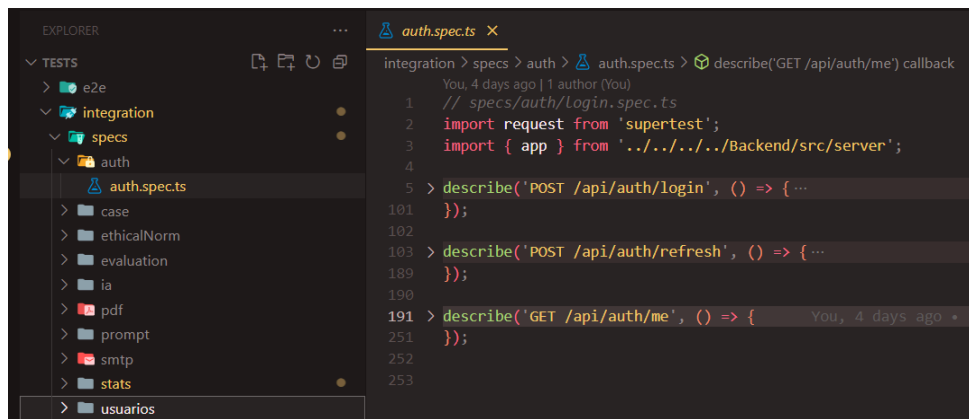 EXPLORER
TESTS
e2e
integration
specs
auth
auth.spec.ts
case
ethicalNorm
evaluation
ia
pdf
prompt
smtp
stats
usuarios
auth.spec.ts
integration > specs > auth > auth.spec.ts > describe('GET /api/auth/me') callback
You, 4 days ago | 1 author (You)
1 // specs/auth/login.spec.ts
2 import request from 'supertest';
3 import { app } from '../../../../Backend/src/server';
4
5 > describe('POST /api/auth/login', () => { ···
101 });
102
103 > describe('POST /api/auth/refresh', () => { ···
189 });
190
191 > describe('GET /api/auth/me', () => { You, 4 days ago •
251 });
252
253